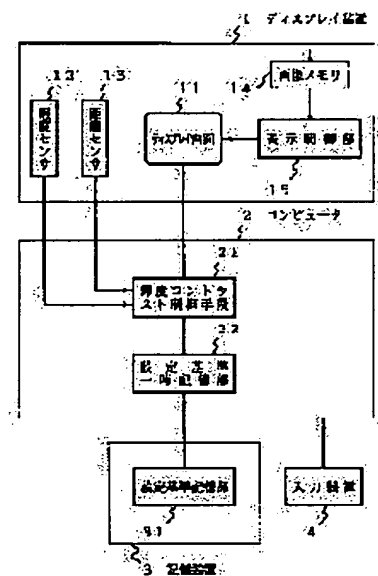 1 ディスプレイ装置
12
13
11
14
画像メモリ
照度センサ
距離センサ
ディスプレイ画面
表示制御部
15
2 コンピュータ
21
輝度コントラスト制御手段
22
設定基準
一時記憶部
設定基準記憶部
入力装置
31
4
3 記憶装置